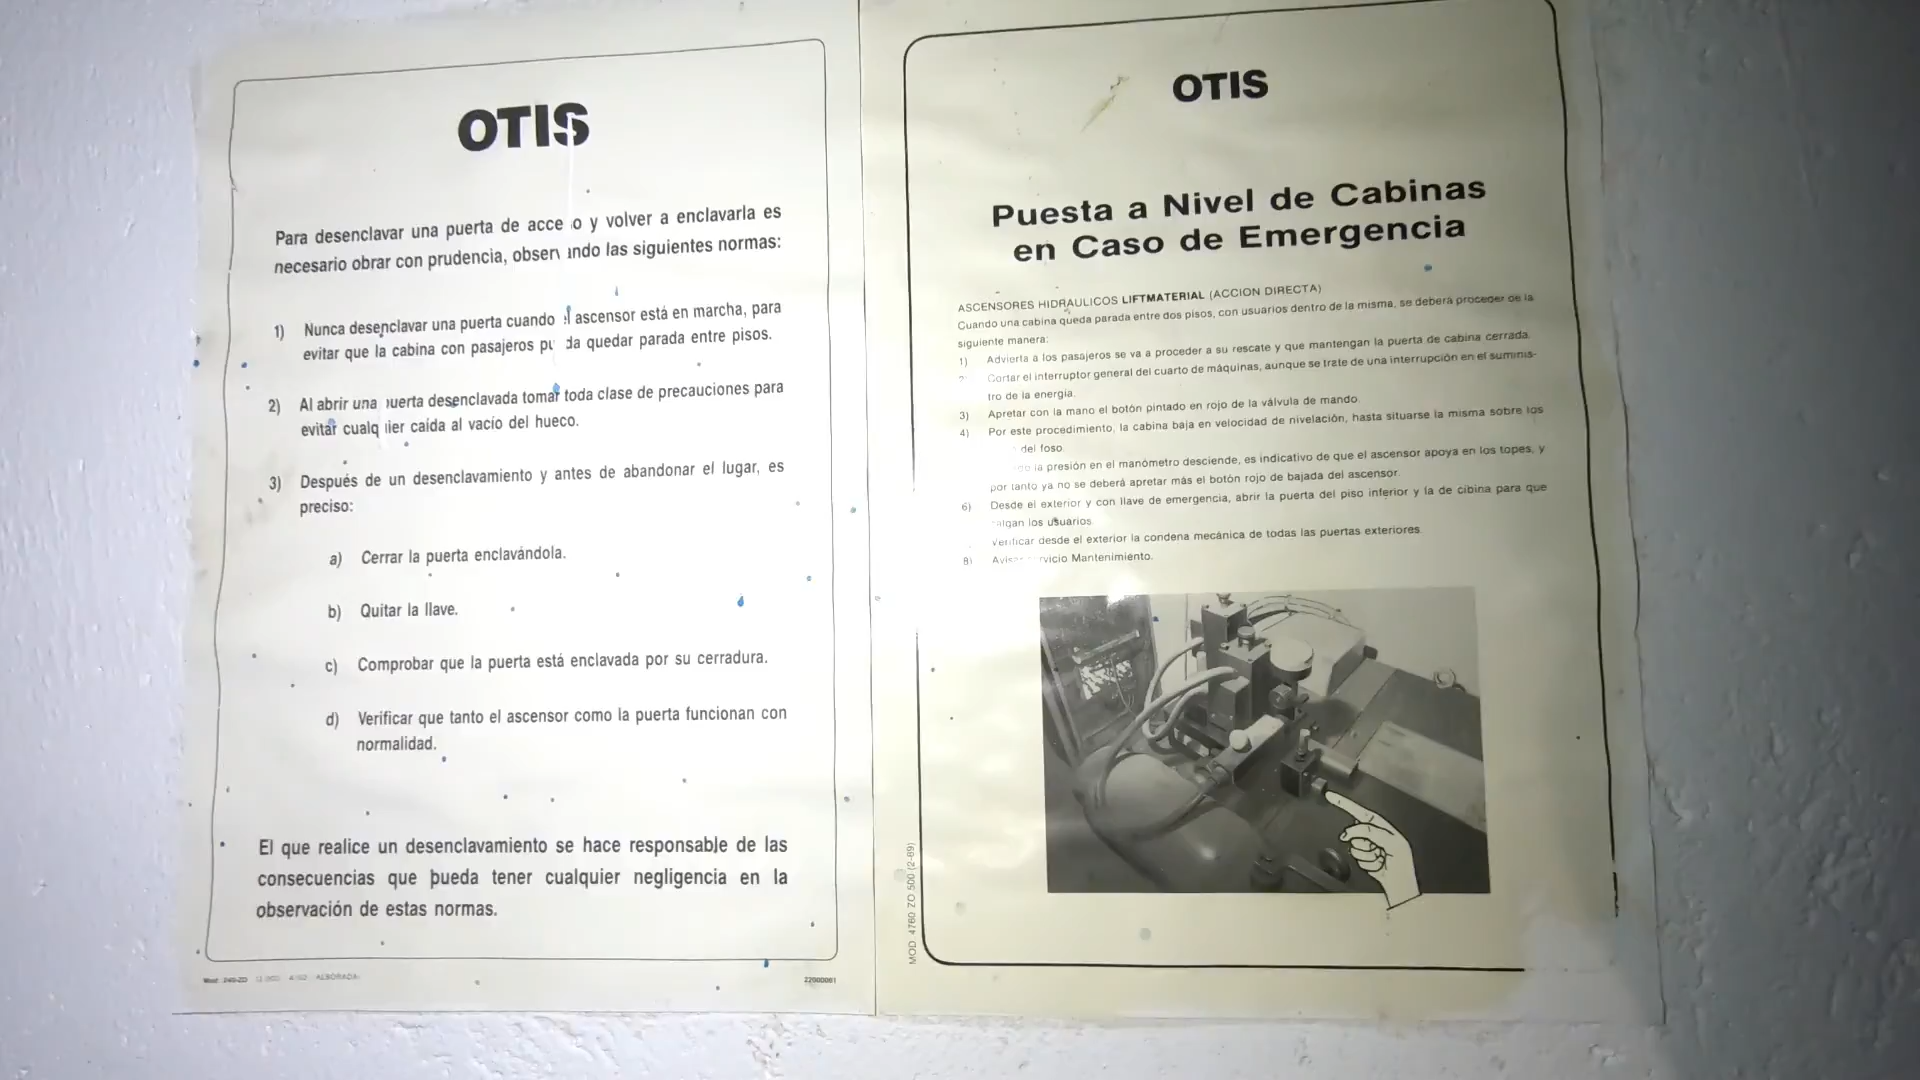 OTIS
Para desenclavar una puerta de acce o y volver a enclavarla es
necesario obrar con prudencia, obser ando las siguientes normas:
1) Nunca desenclavar una puerta cuando el ascensor está en marcha, para
evitar que la cabina con pasajeros pu da quedar parada entre pisos.
2) Al abrir una uerta desenclavada tomar toda clase de precauciones para
evitar cualq ier caída al vacío del hueco.
3) Después de un desenclavamiento y antes de abandonar el lugar, es
preciso:
a) Cerrar la puerta enclavándola.
b) Quitar la llave.
c) Comprobar que la puerta está enclavada por su cerradura.
d) Verificar que tanto el ascensor como la puerta funcionan con
normalidad.
El que realice un desenclavamiento se hace responsable de las
consecuencias que pueda tener cualquier negligencia en la
observación de estas normas.
Mod. 240-ZO
22000061
OTIS
Puesta a Nivel de Cabinas
en Caso de Emergencia
ASCENSORES HIDRAULICOS LIFTMATERIAL (ACCION DIRECTA)
Cuando una cabina queda parada entre dos pisos, con usuarios dentro de la misma, se deberá proceder de la
siguiente manera:
1) Advierta a los pasajeros se va a proceder a su rescate y que mantengan la puerta de cabina cerrada.
Cortar el interruptor general del cuarto de máquinas, aunque se trate de una interrupción en el suminis-
tro de la energía.
3) Apretar con la mano el botón pintado en rojo de la válvula de mando.
4) Por este procedimiento, la cabina baja en velocidad de nivelación, hasta situarse la misma sobre los
del foso.
la presión en el manómetro desciende, es indicativo de que el ascensor apoya en los topes, y
por tanto ya no se deberá apretar más el botón rojo de bajada del ascensor.
6) Desde el exterior y con llave de emergencia, abrir la puerta del piso inferior y la de cibina para que
algan los usuarios.
Verificar desde el exterior la condena mecánica de todas las puertas exteriores.
8) Avis rvicio Mantenimiento.
MOD. 4760 ZO 500 (2-89)